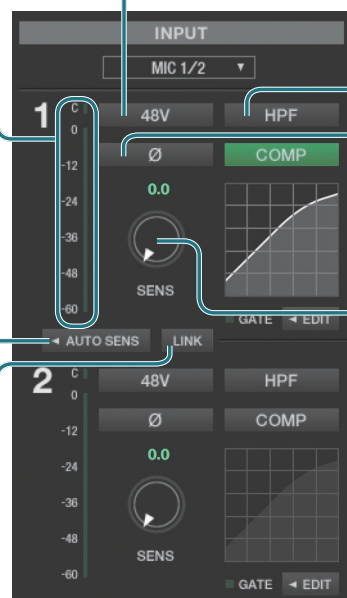 INPUT
MIC 1/2 ▼
1
C
0
-12
-24
-36
-48
-60
48V
HPF
Ø
COMP
0.0
SENS
GATE
◄ EDIT
◄ AUTO SENS
LINK
2
C
0
-12
-24
-36
-48
-60
48V
HPF
Ø
COMP
0.0
SENS
GATE
◄ EDIT